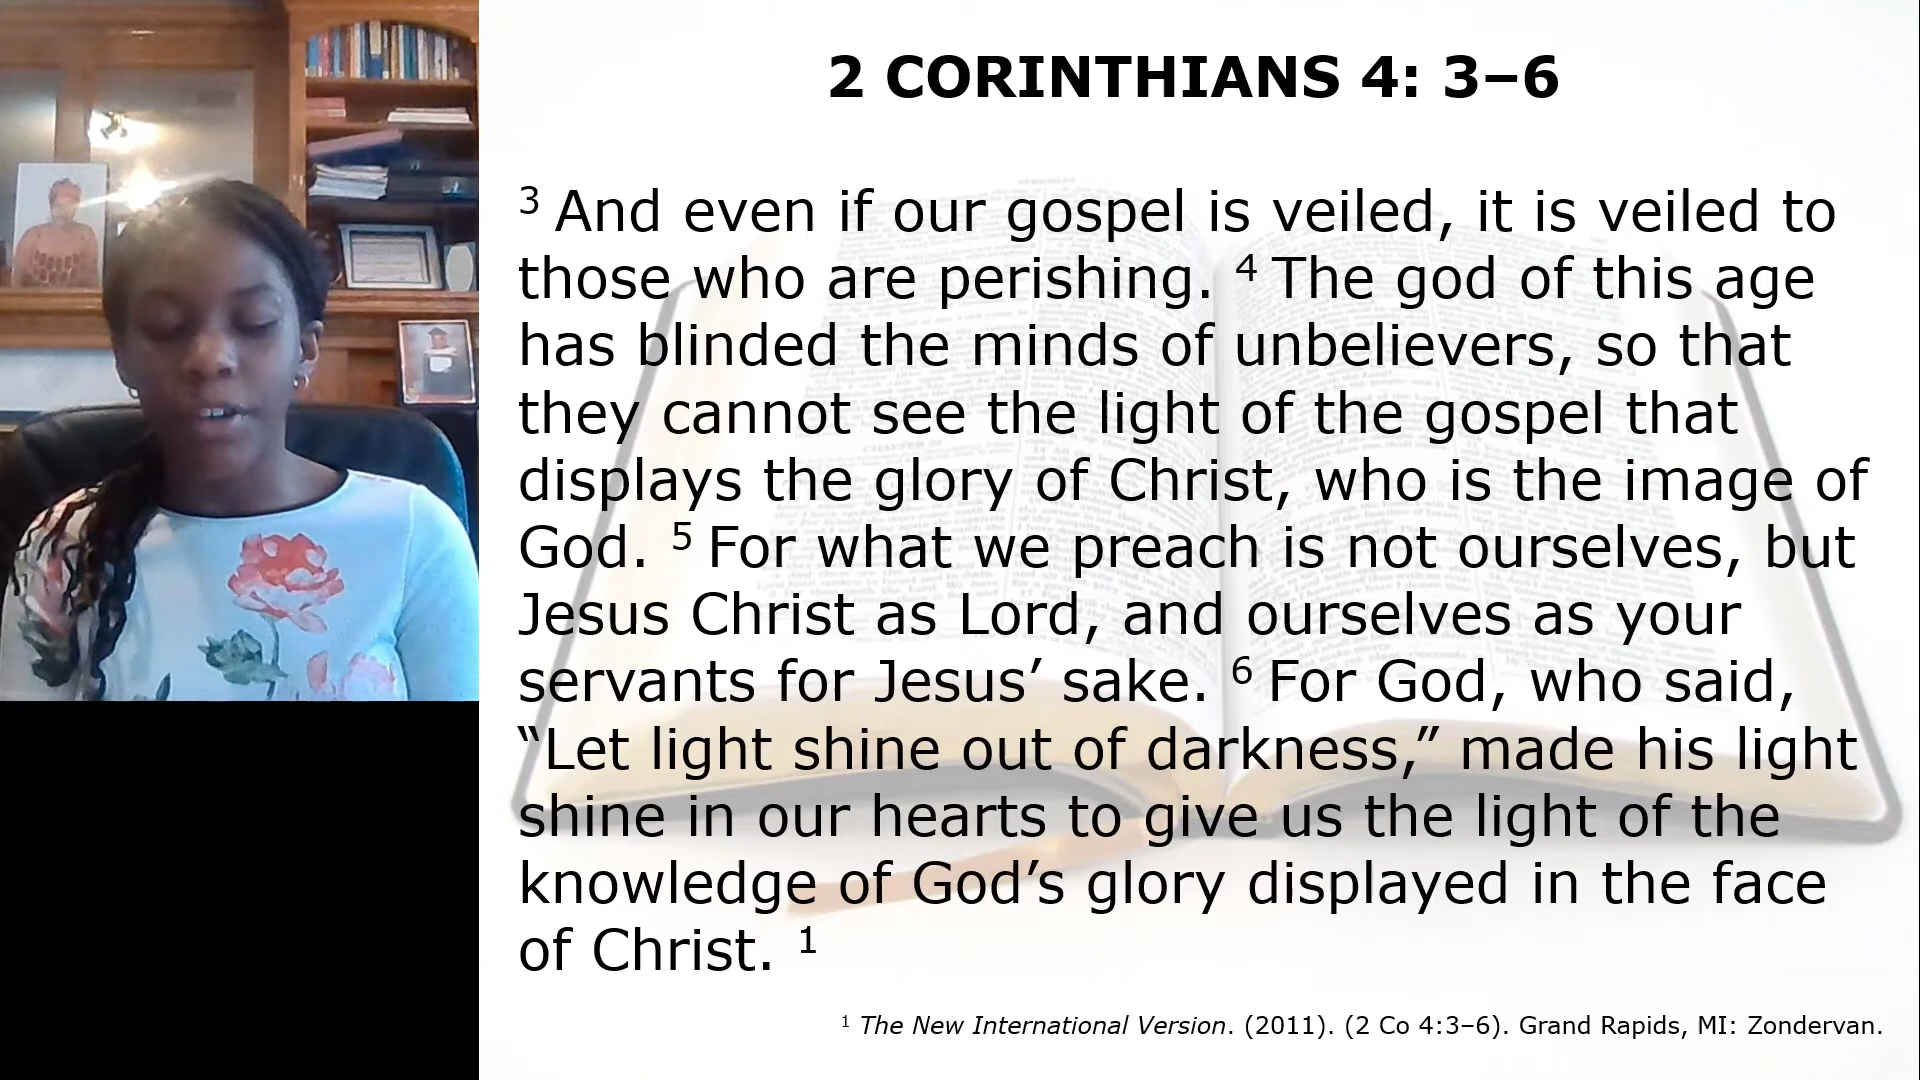 2 CORINTHIANS 4: 3–6
³ And even if our gospel is veiled, it is veiled to
those who are perishing. ⁴ The god of this age
has blinded the minds of unbelievers, so that
they cannot see the light of the gospel that
displays the glory of Christ, who is the image of
God. ⁵ For what we preach is not ourselves, but
Jesus Christ as Lord, and ourselves as your
servants for Jesus’ sake. ⁶ For God, who said,
“Let light shine out of darkness,” made his light
shine in our hearts to give us the light of the
knowledge of God’s glory displayed in the face
of Christ. ¹
¹ The New International Version. (2011). (2 Co 4:3–6). Grand Rapids, MI: Zondervan.